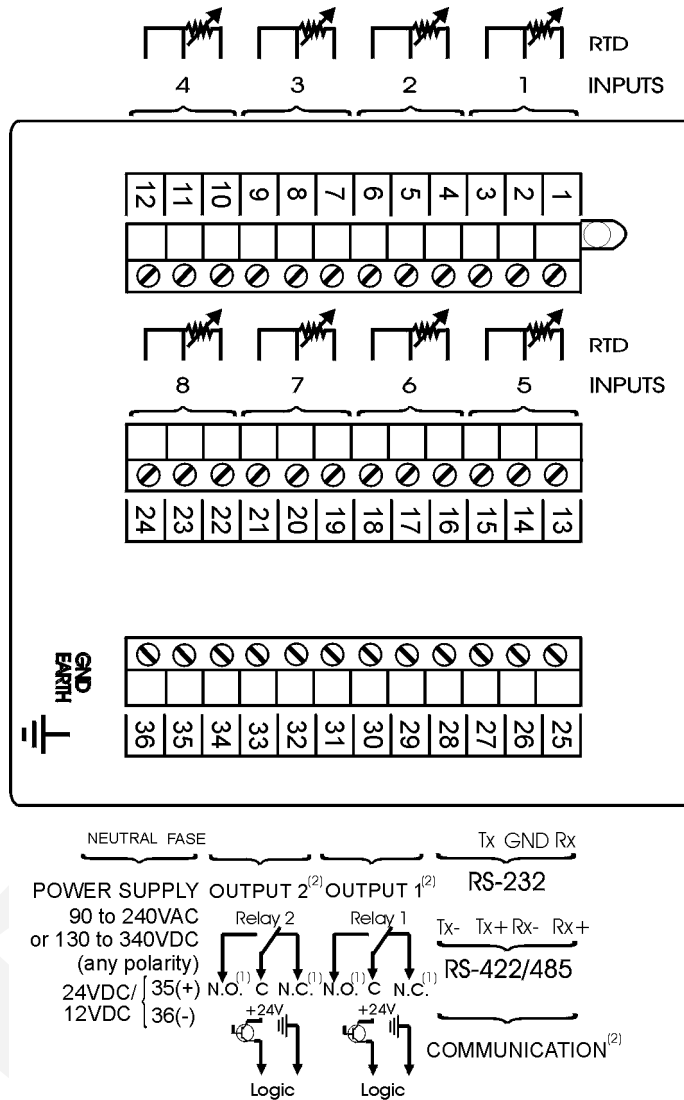 RTD
4 3 2 1 INPUTS
12 11 10 9 8 7 6 5 4 3 2 1
RTD
8 7 6 5 INPUTS
24 23 22 21 20 19 18 17 16 15 14 13
GND
EARTH
36 35 34 33 32 31 30 29 28 27 26 25
NEUTRAL FASE
Tx GND Rx
POWER SUPPLY OUTPUT 2(2) OUTPUT 1(2) RS-232
90 to 240VAC Relay 2 Relay 1
or 130 to 340VDC Tx- Tx+ Rx- Rx+
(any polarity) RS-422/485
24VDC/ 35(+) N.O.(1) C N.C.(1) N.O.(1) C N.C.(1)
12VDC 36(-) +24V +24V
COMMUNICATION(2)
Logic Logic